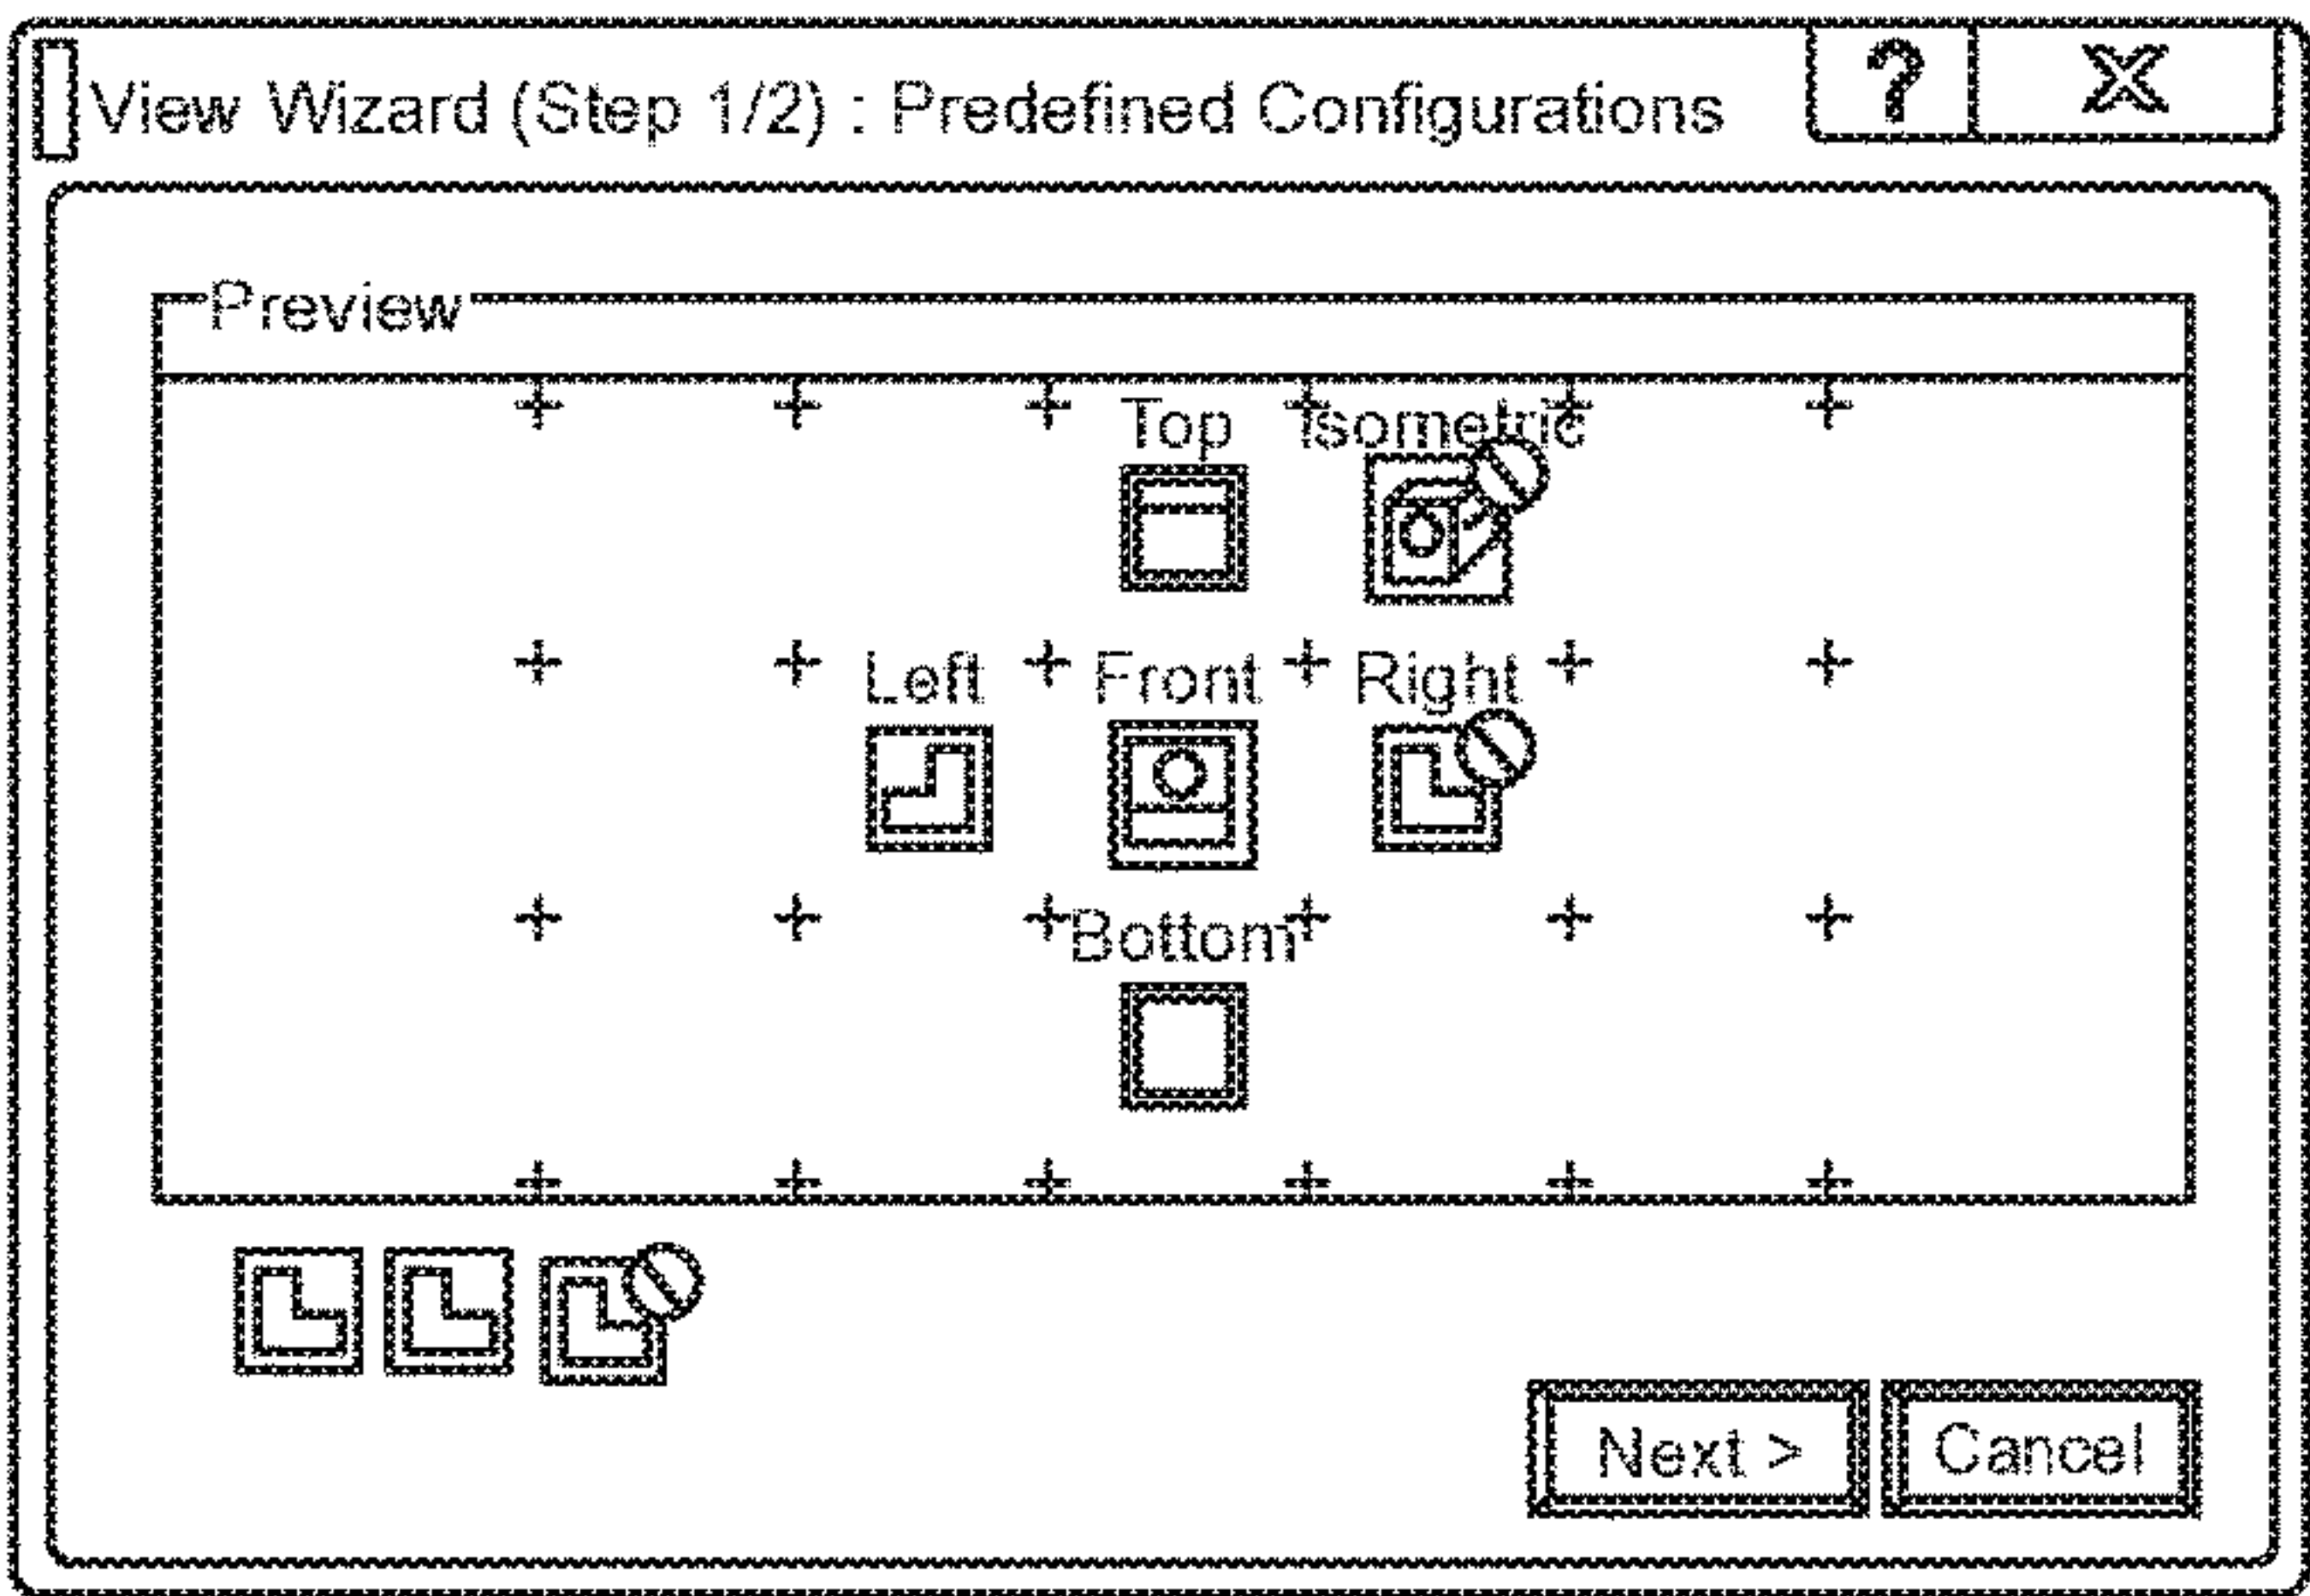 View Wizard (Step 1/2) : Predefined Configurations ? X
Preview
Top Isometric
Left Front Right
Bottom
Next > Cancel